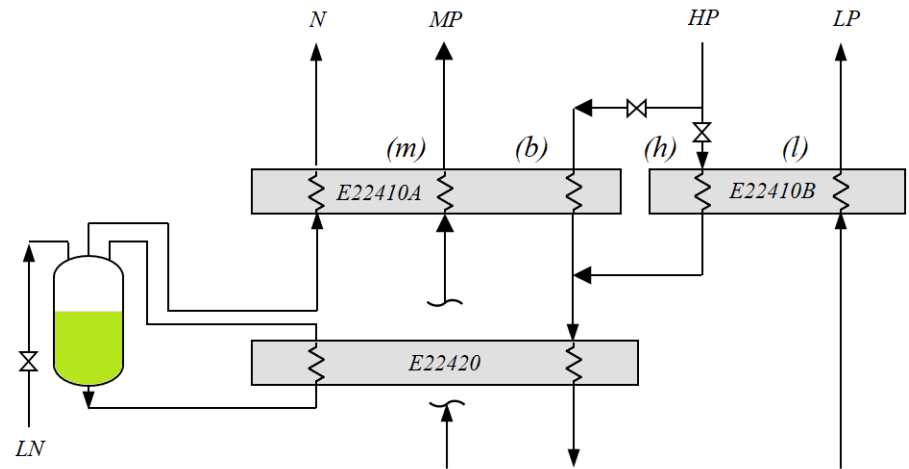 N MP HP LP
(m) (b) (h) (l)
E22410A E22410B
E22420
LN